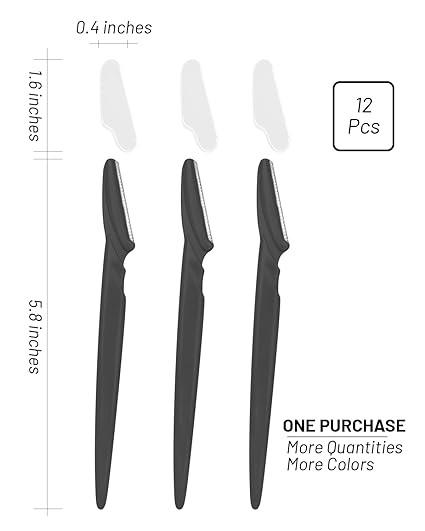 0.4 inches
1.6 inches
5.8 inches
12
Pcs
ONE PURCHASE
More Quantities
More Colors